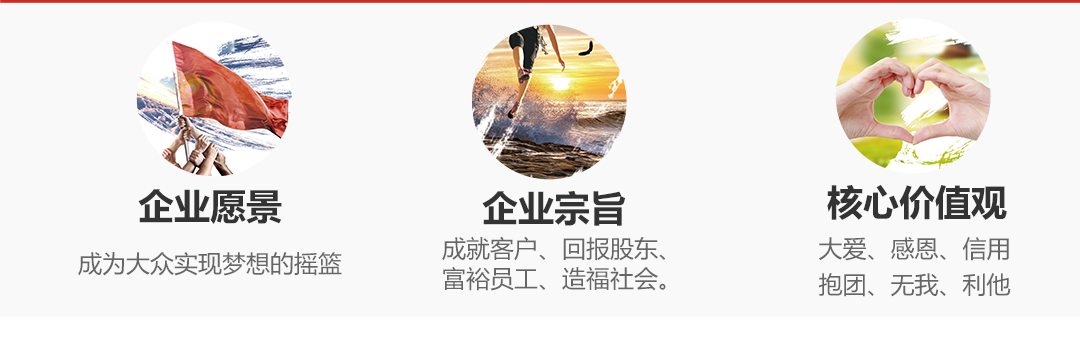 企业愿景
成为大众实现梦想的摇篮
企业宗旨
成就客户、回报股东、
富裕员工、造福社会。
核心价值观
大爱、感恩、信用
抱团、无我、利他